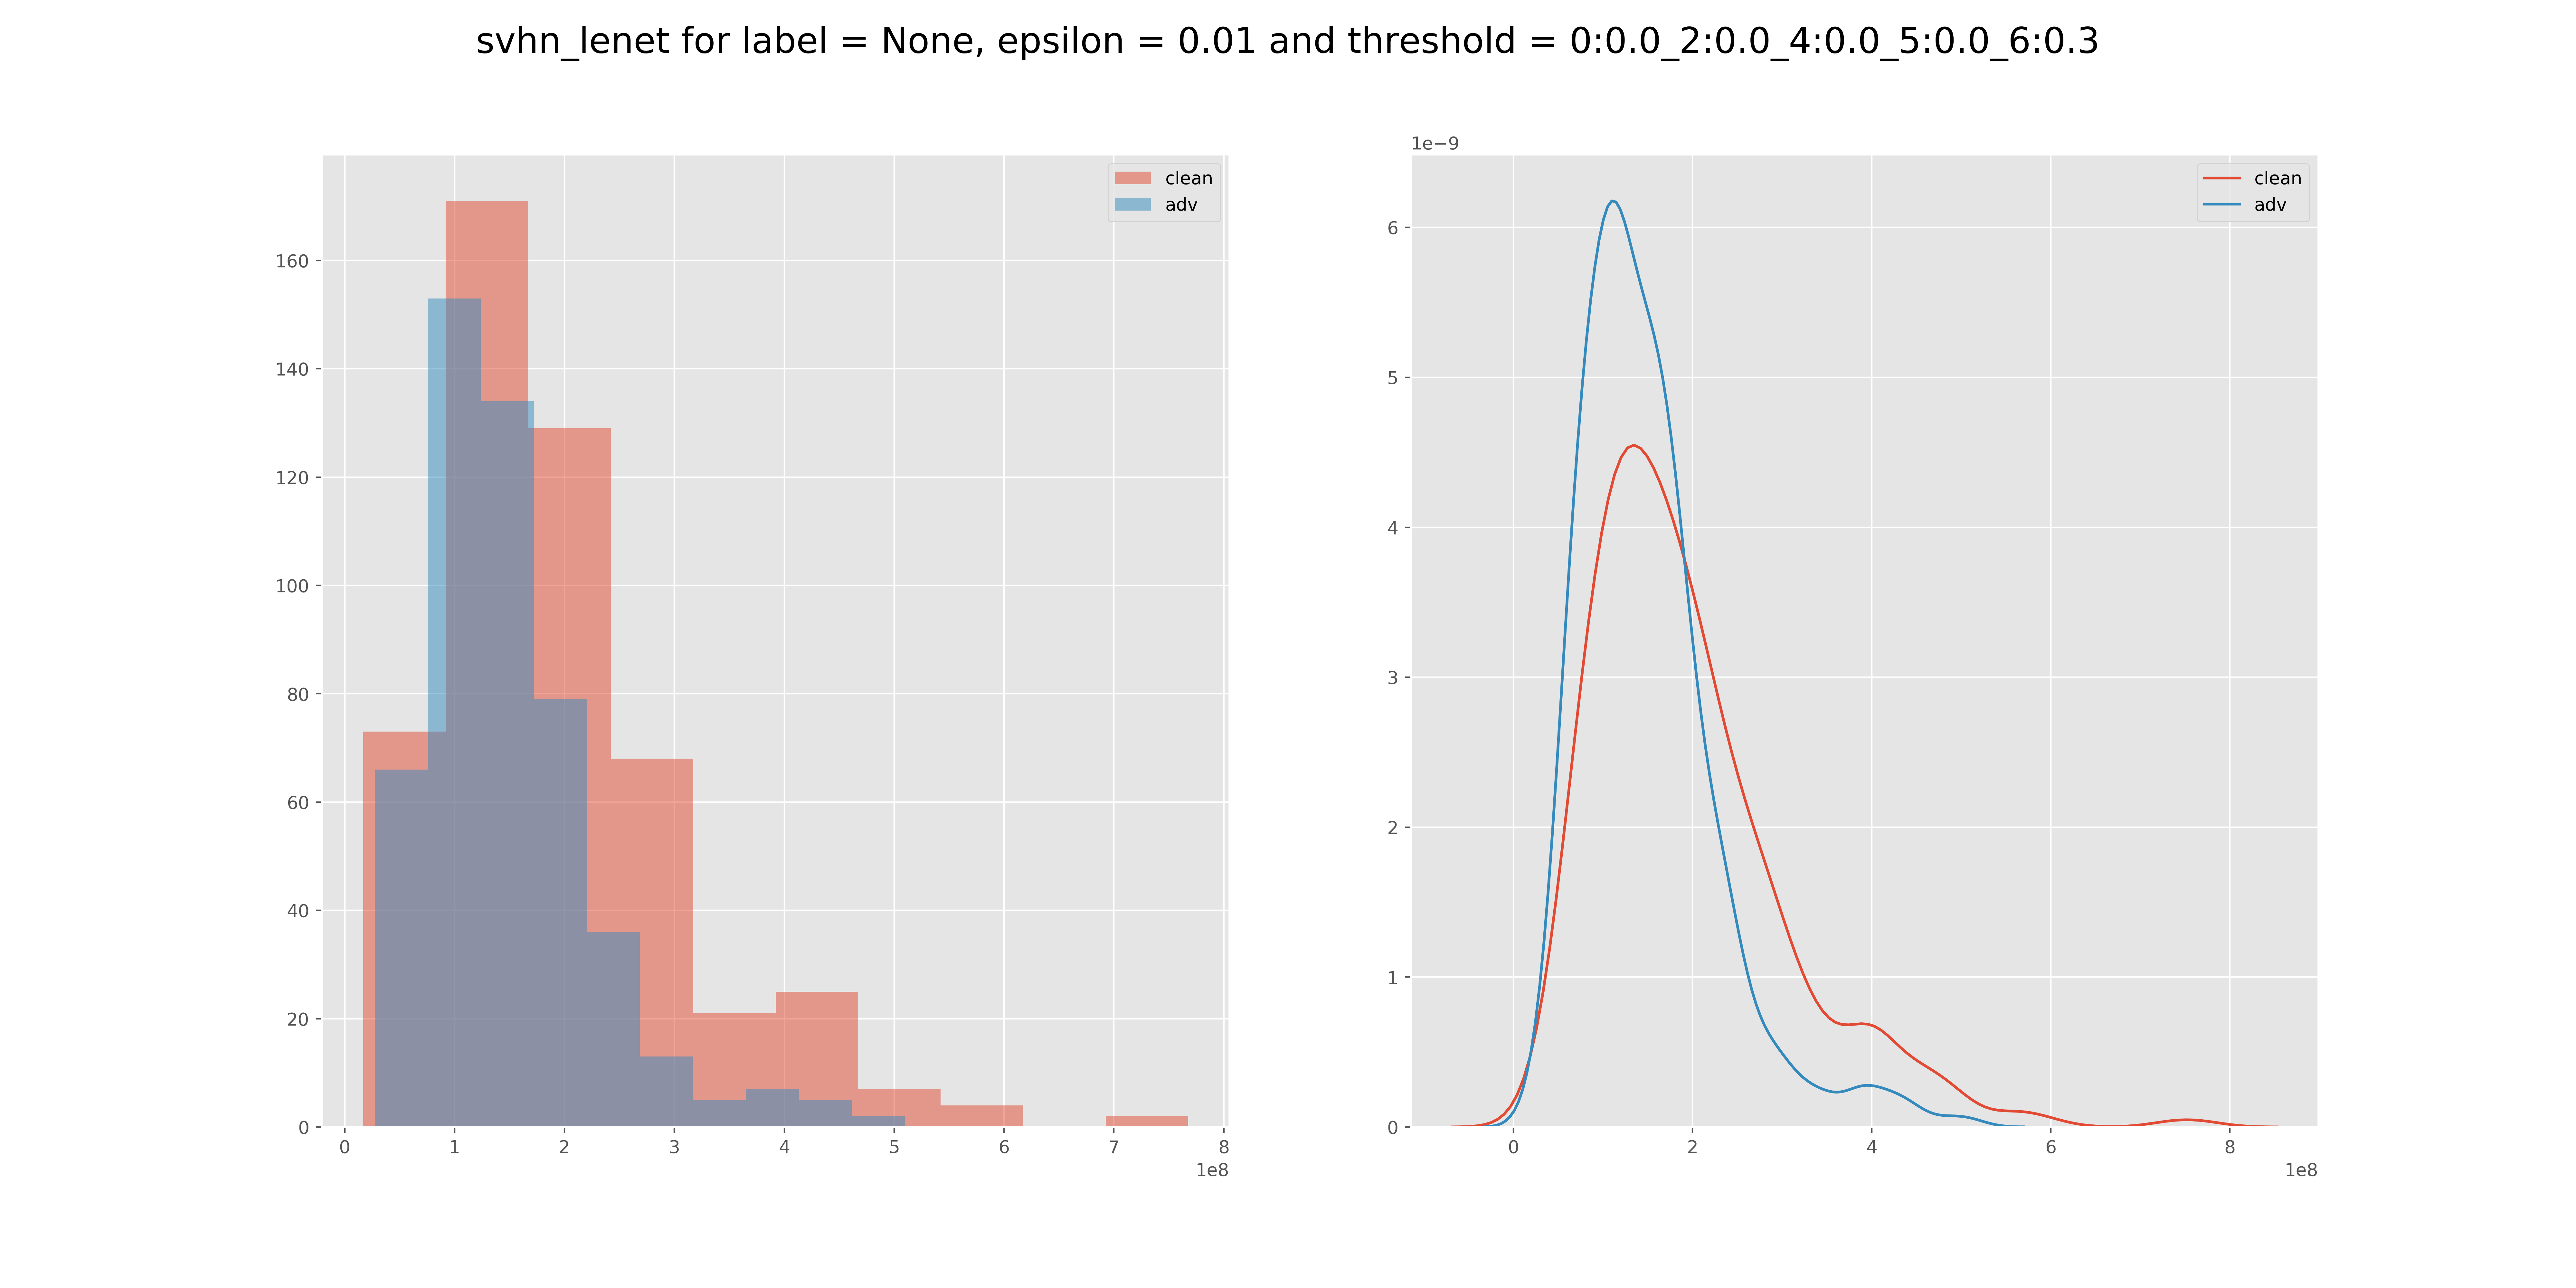 svhn_lenet for label = None, epsilon = 0.01 and threshold = 0:0.0_2:0.0_4:0.0_5:0.0_6:0.3
clean
adv
160
140
120
100
80
60
40
20
0
0 1 2 3 4 5 6 7 8
1e8
1e−9
clean
adv
6
5
4
3
2
1
0
0 2 4 6 8
1e8